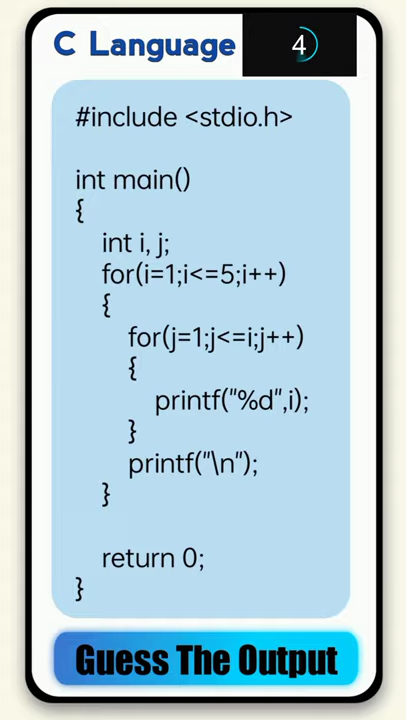 C Language
4
#include <stdio.h>
int main()
{
int i, j;
for(i=1;i<=5;i++)
{
for(j=1;j<=i;j++)
{
printf("%d",i);
}
printf("\n");
}
return 0;
}
Guess The Output